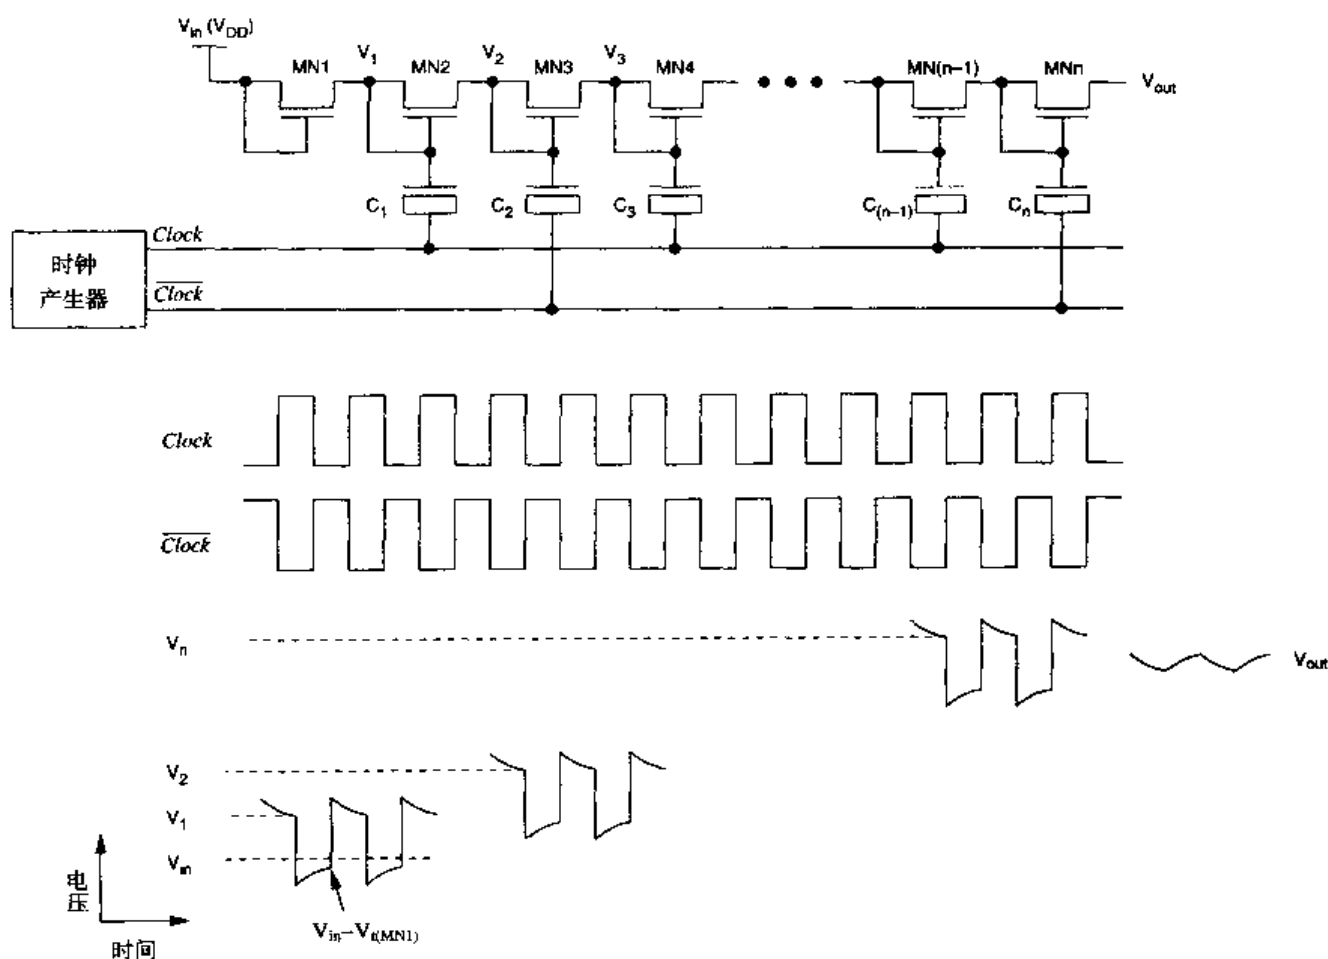 V_in (V_DD)
MN1 V_1 MN2 V_2 MN3 V_3 MN4 MN(n-1) MNn V_out
C_1 C_2 C_3 C_(n-1) C_n
时钟
产生器
Clock
\overline{Clock}
Clock
\overline{Clock}
V_n
V_out
V_2
V_1
V_in
V_in-V_t(MN1)
电
压
时间